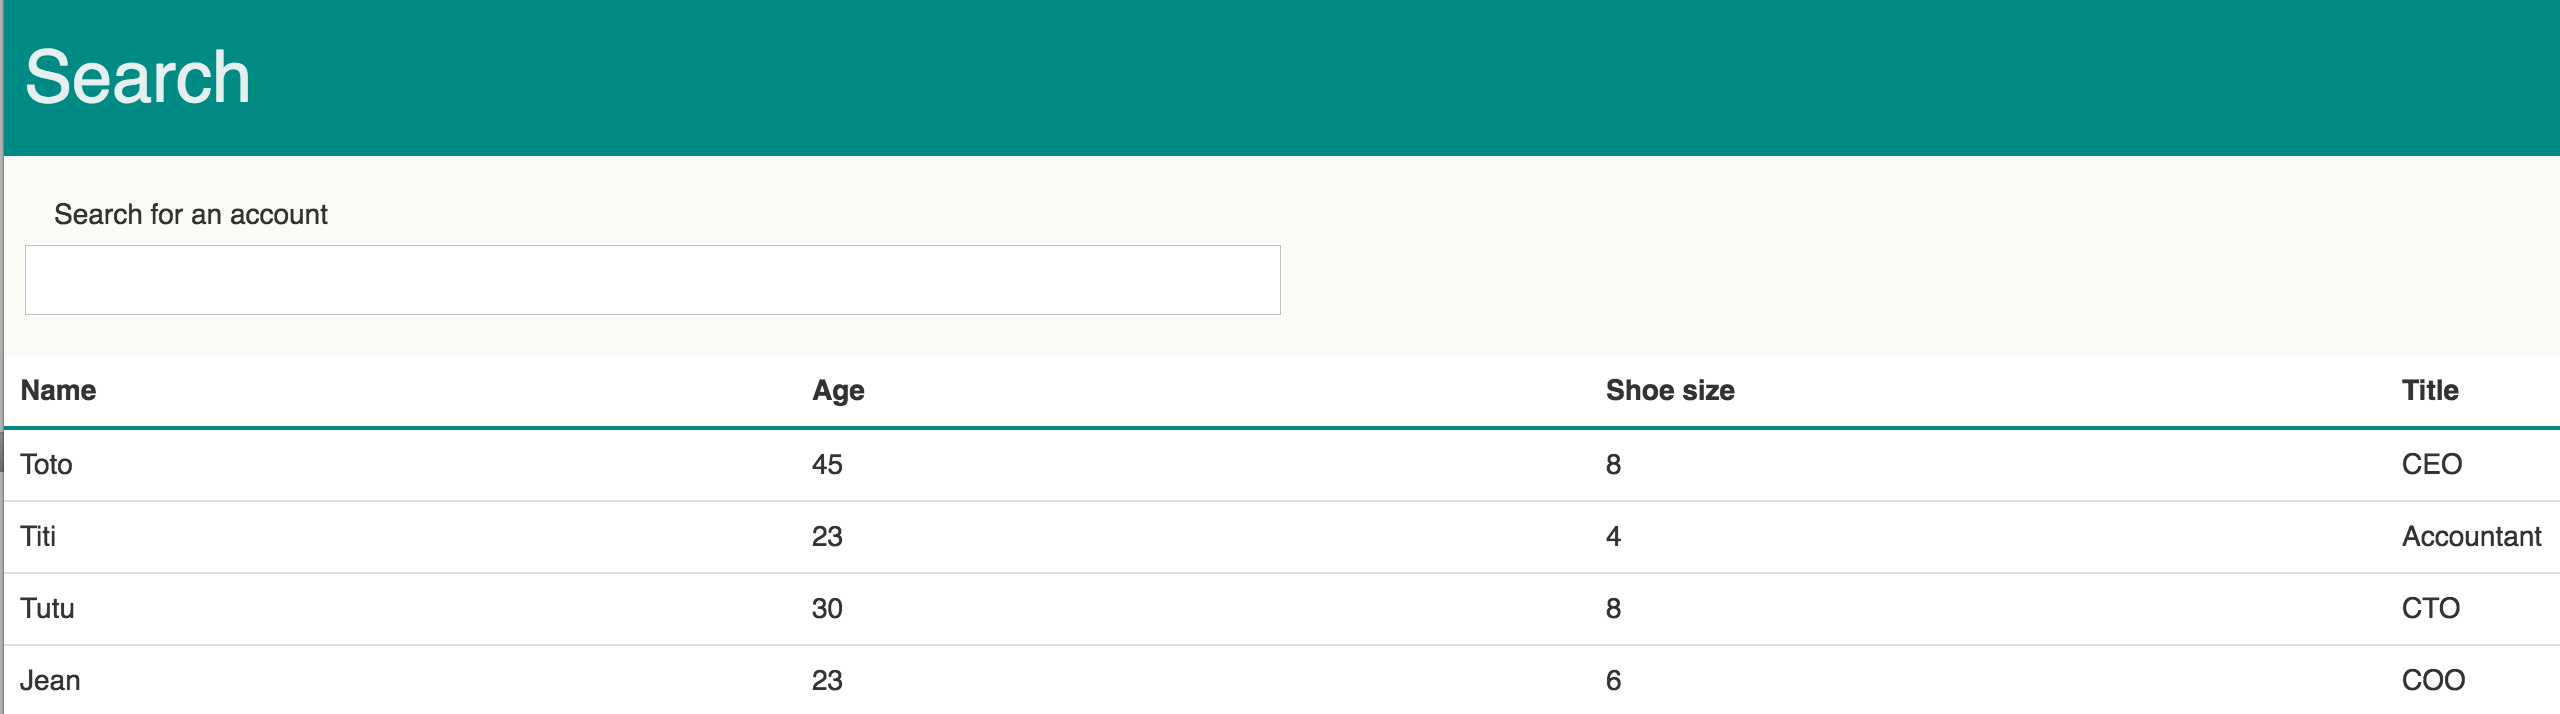 Search
Search for an account
Name Age Shoe size Title
Toto 45 8 CEO
Titi 23 4 Accountant
Tutu 30 8 CTO
Jean 23 6 COO